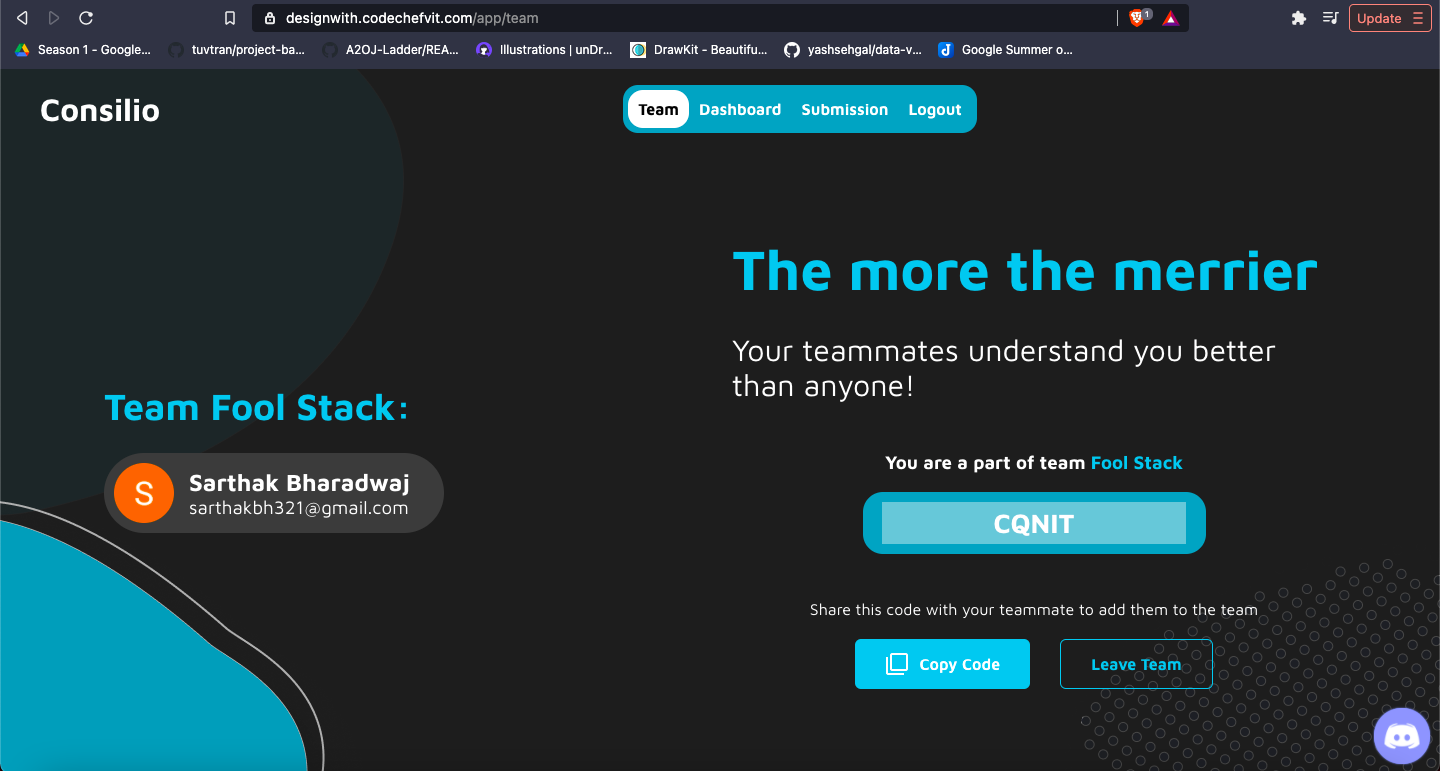 designwith.codechefvit.com/app/team
1
Update
Season 1 - Google...
tuvtran/project-ba...
A2OJ-Ladder/REA...
Illustrations | unDr...
DrawKit - Beautifu...
yashsehgal/data-v...
Google Summer o...
Consilio
Team Dashboard Submission Logout
The more the merrier
Your teammates understand you better
than anyone!
Team Fool Stack:
S
Sarthak Bharadwaj
sarthakbh321@gmail.com
You are a part of team Fool Stack
CQNIT
Share this code with your teammate to add them to the team
Copy Code
Leave Team